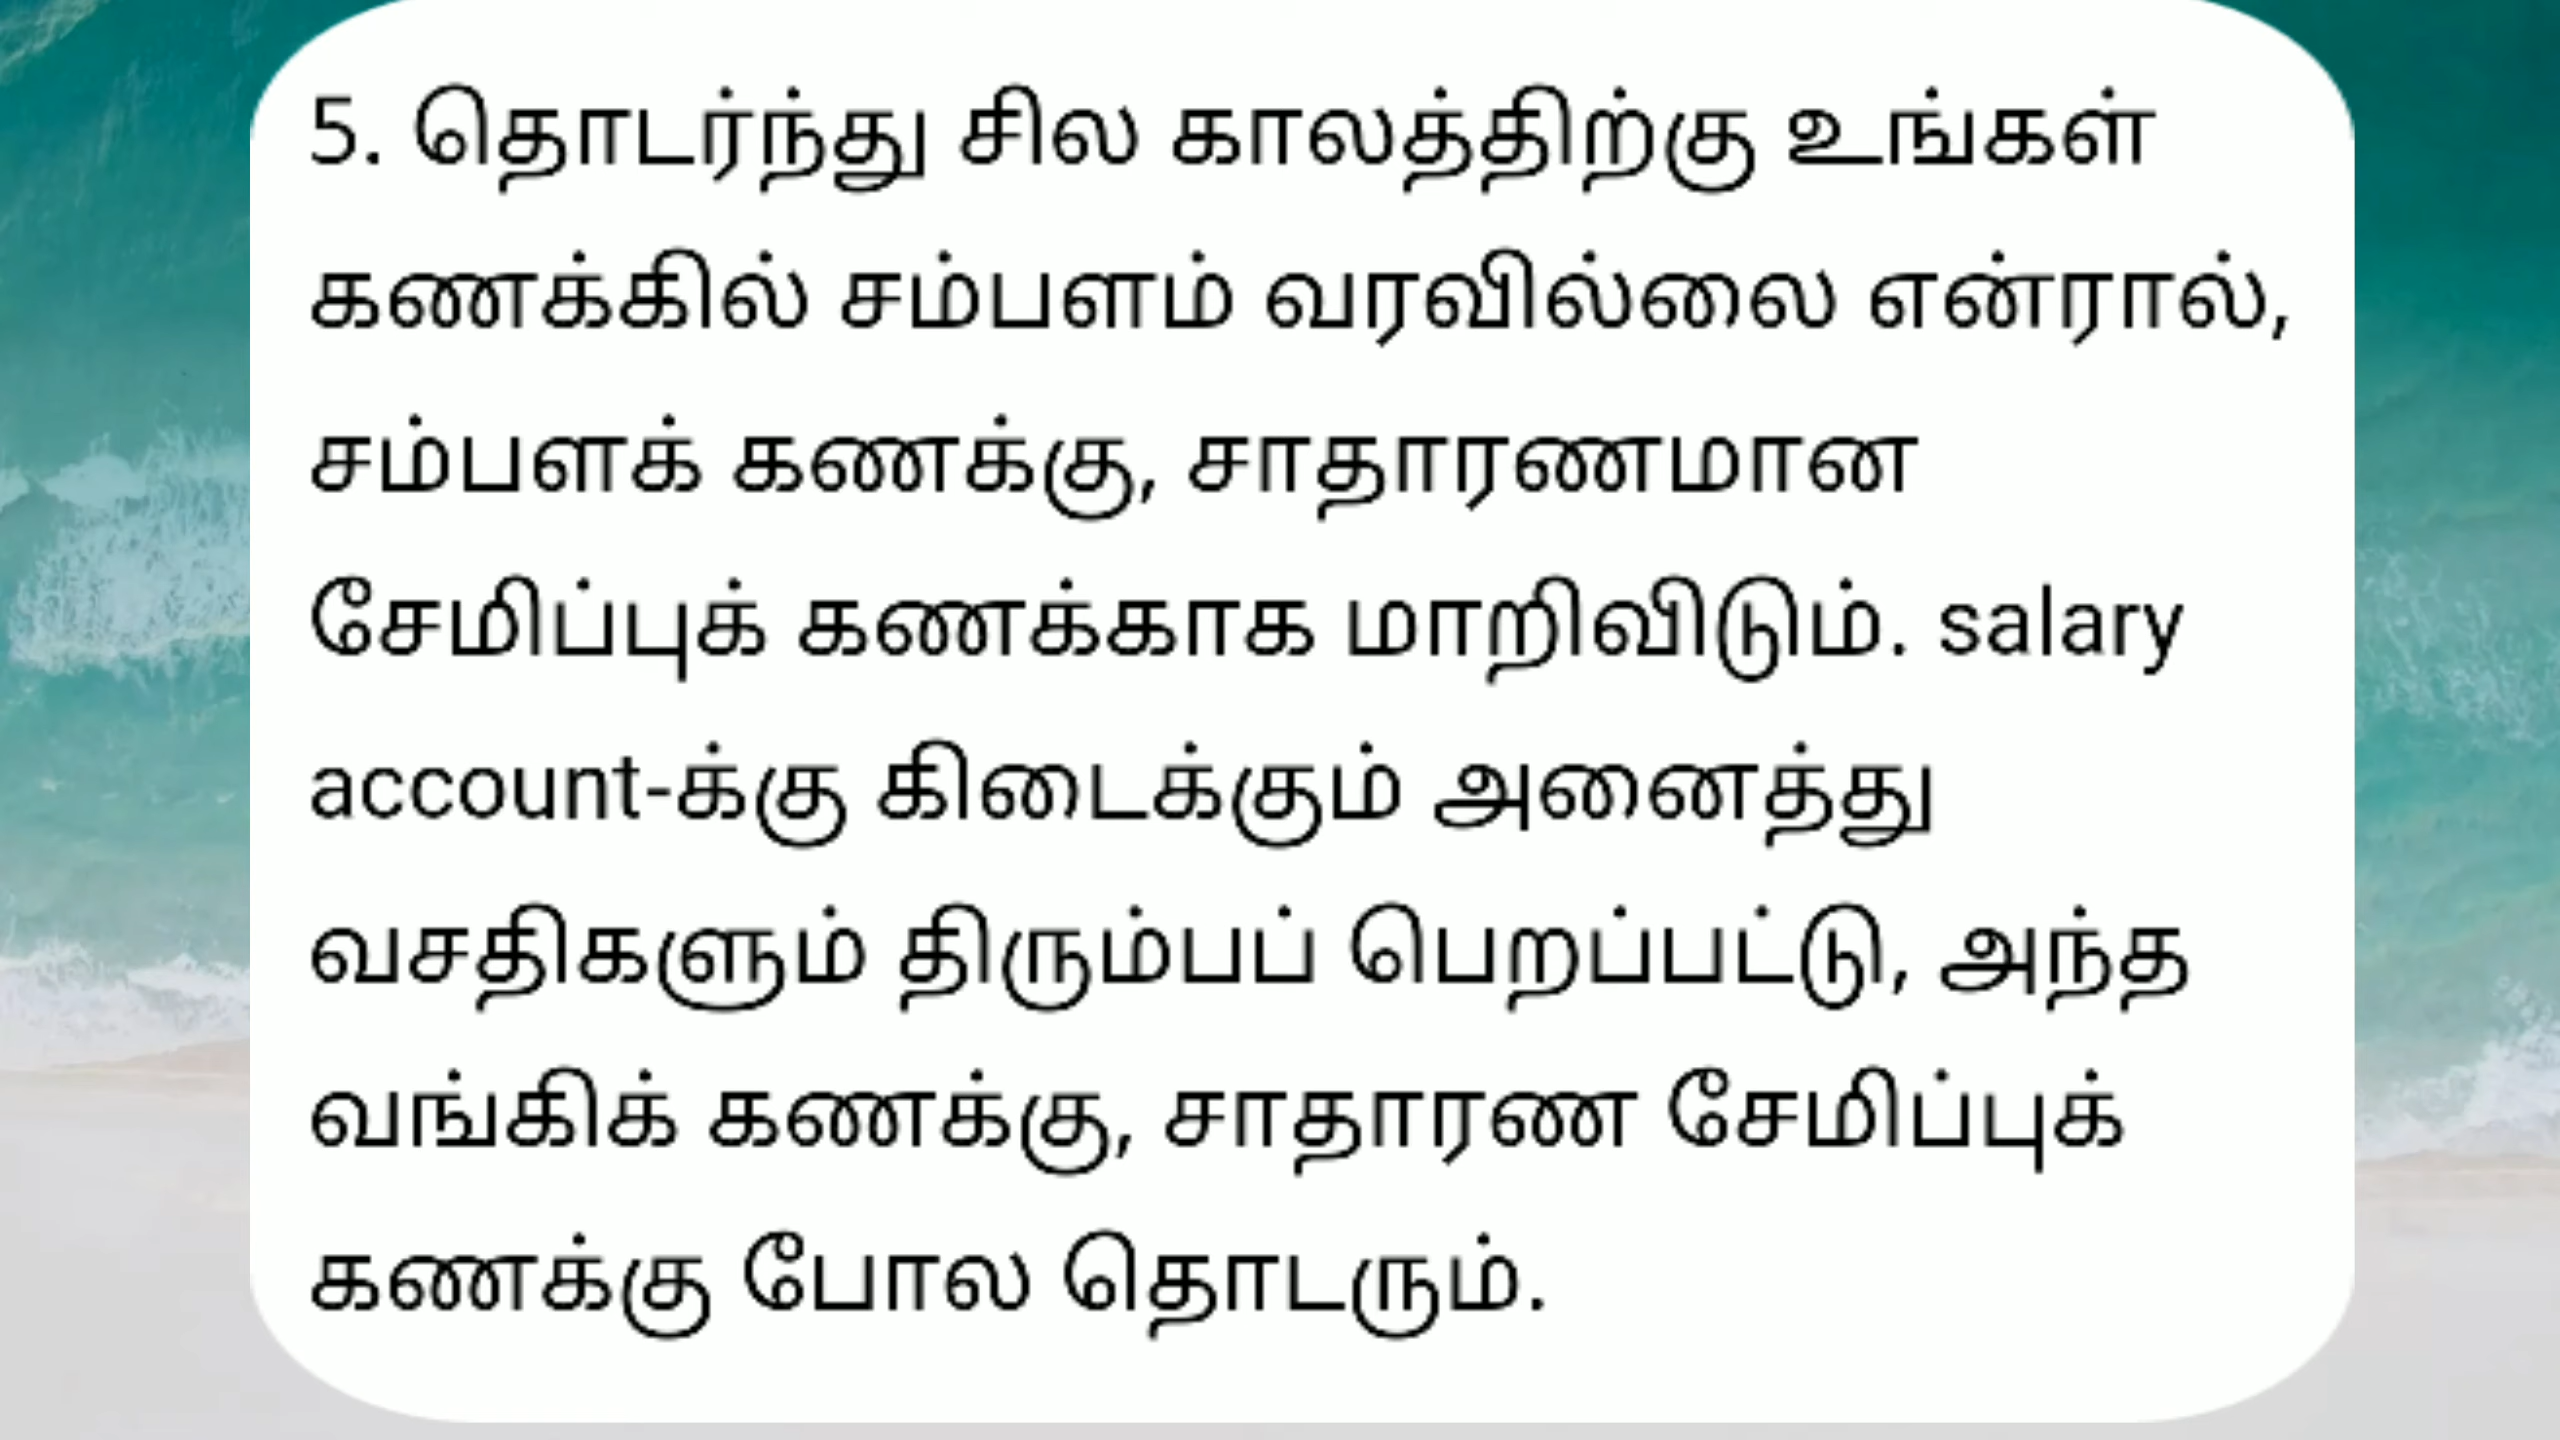 5. தொடர்ந்து சில காலத்திற்கு உங்கள்
கணக்கில் சம்பளம் வரவில்லை என்ரால்,
சம்பளக் கணக்கு, சாதாரணமான
சேமிப்புக் கணக்காக மாறிவிடும். salary
account-க்கு கிடைக்கும் அனைத்து
வசதிகளும் திரும்பப் பெறப்பட்டு, அந்த
வங்கிக் கணக்கு, சாதாரண சேமிப்புக்
கணக்கு போல தொடரும்.